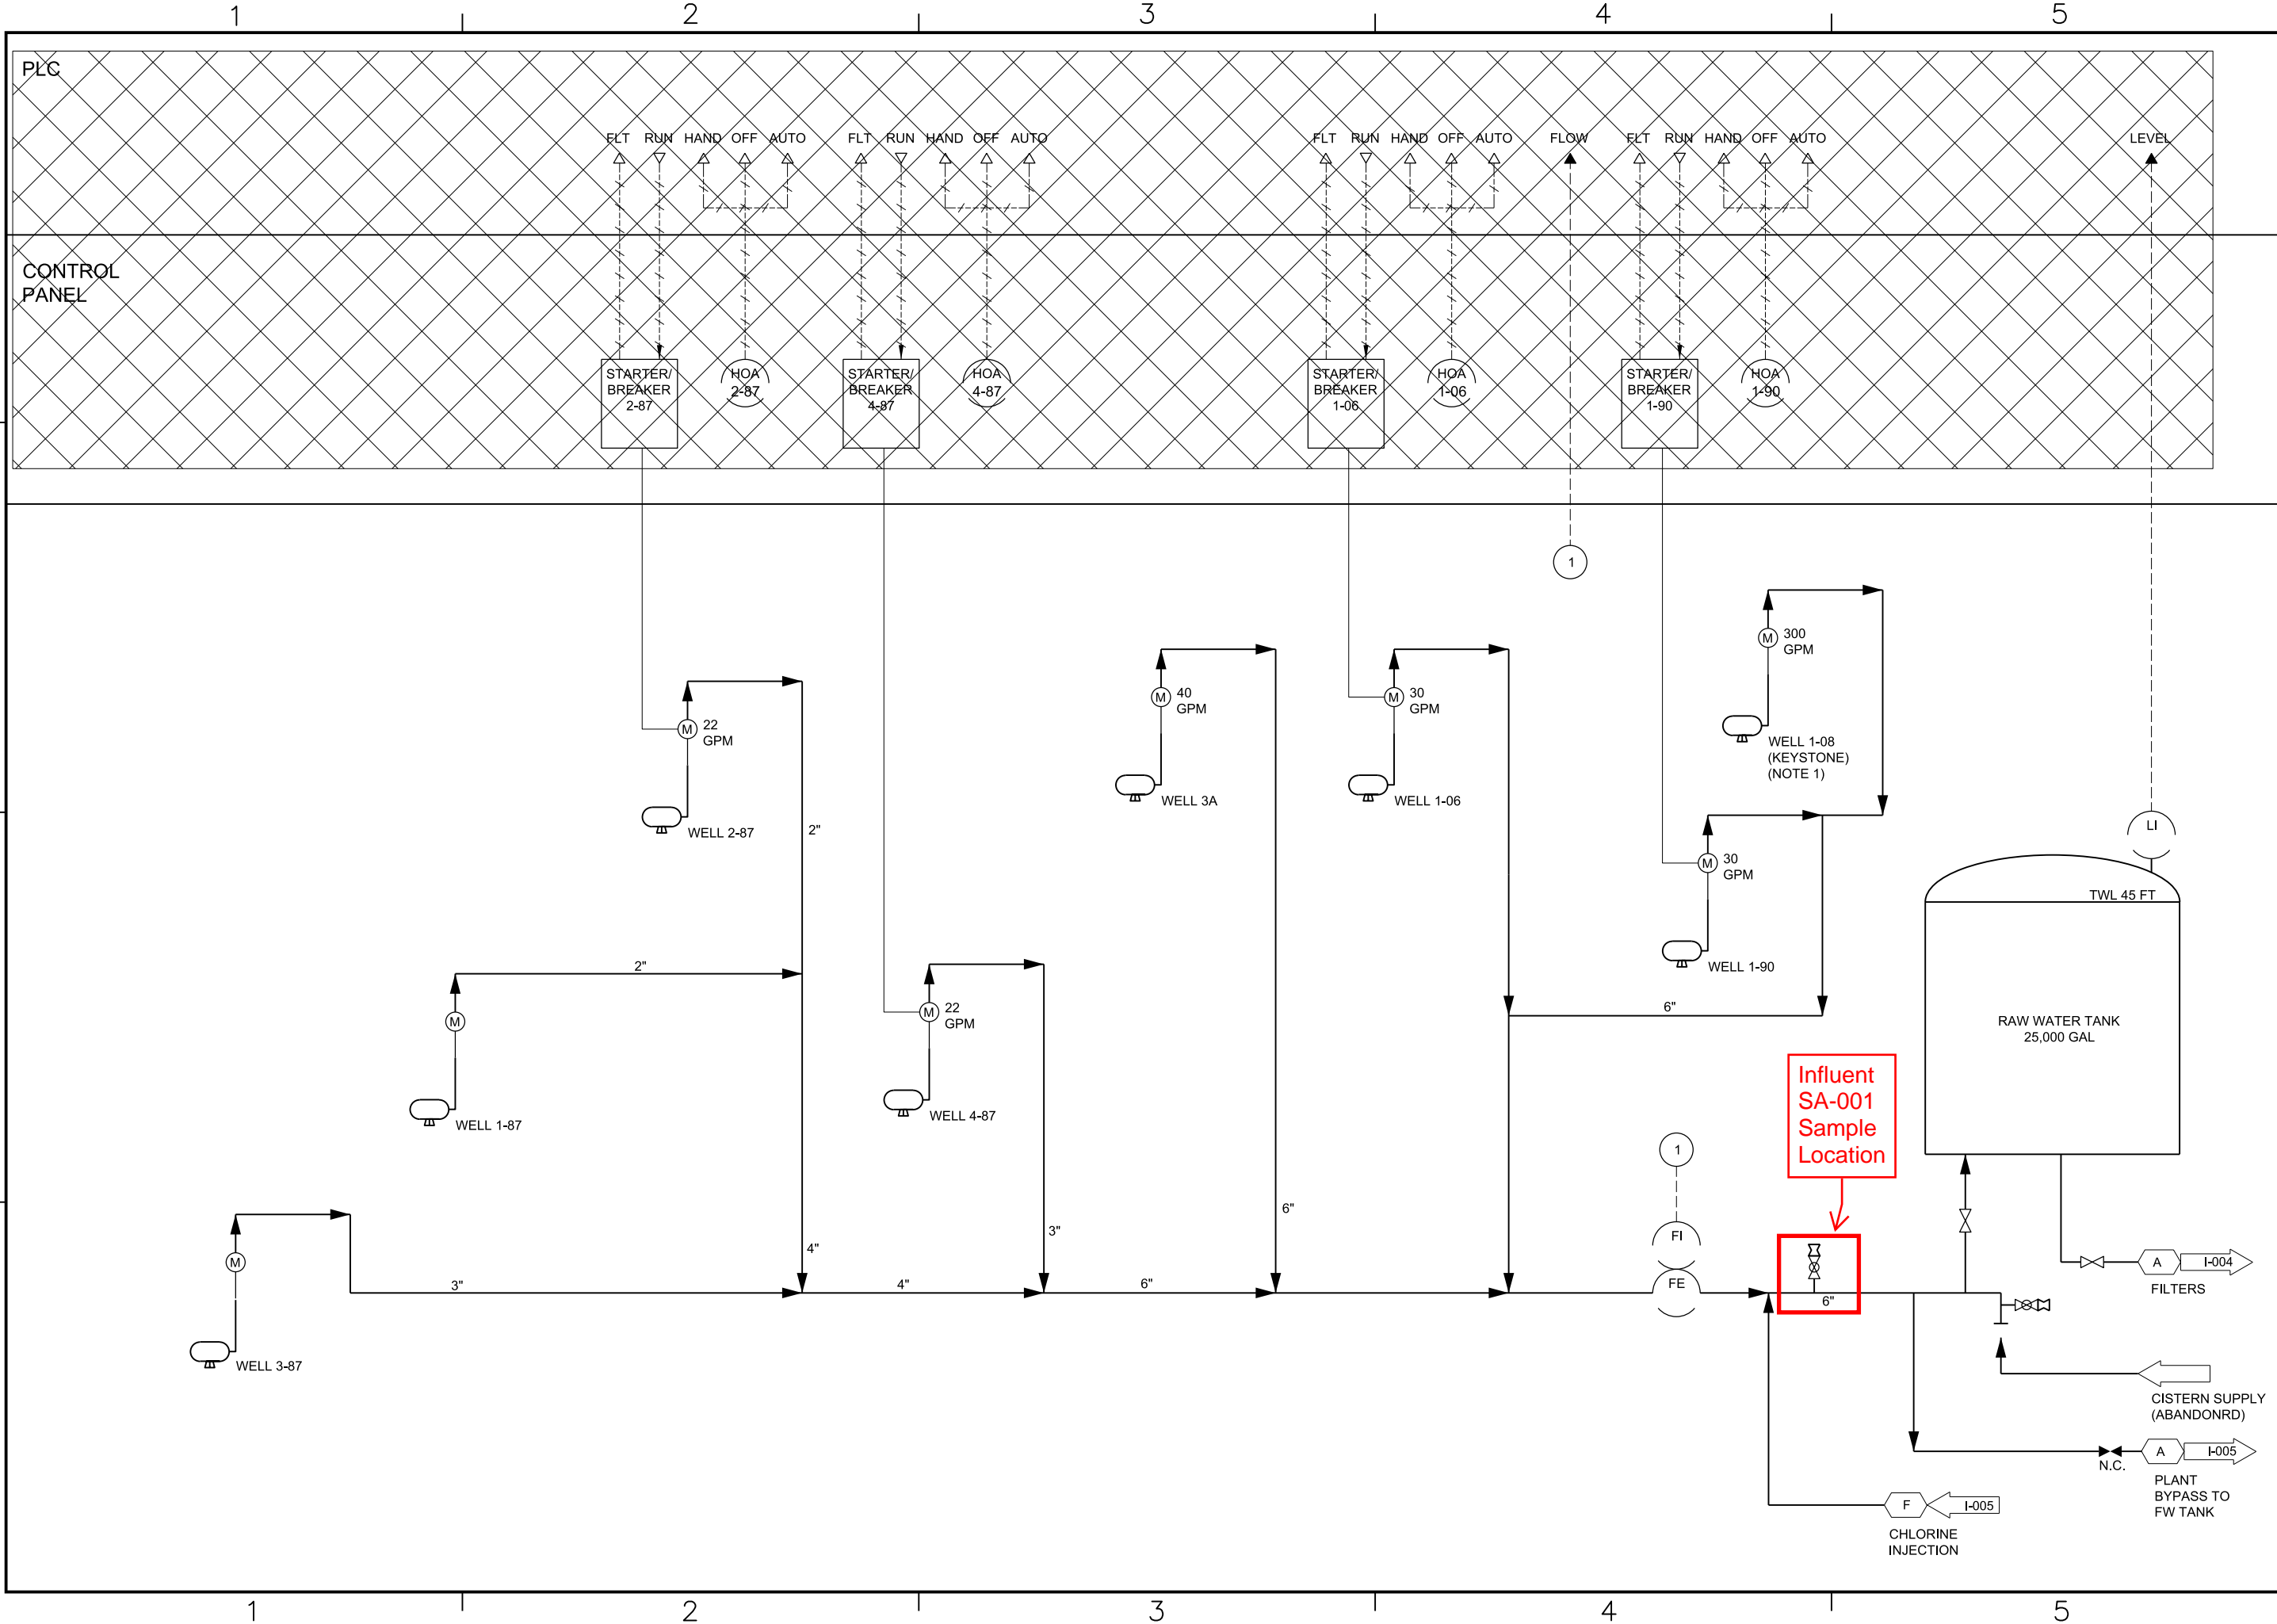 1 2 3 4 5
PLC
FLT RUN HAND OFF AUTO
FLT RUN HAND OFF AUTO
FLT RUN HAND OFF AUTO
FLOW
FLT RUN HAND OFF AUTO
LEVEL
CONTROL
PANEL
STARTER/
BREAKER
2-87
HOA
2-87
STARTER/
BREAKER
4-87
HOA
4-87
STARTER/
BREAKER
1-06
HOA
1-06
STARTER/
BREAKER
1-90
HOA
1-90
1
M
300
GPM
WELL 1-08
(KEYSTONE)
(NOTE 1)
M
22
GPM
WELL 2-87
2"
M
40
GPM
WELL 3A
M
30
GPM
WELL 1-06
M
30
GPM
WELL 1-90
LI
TWL 45 FT
RAW WATER TANK
25,000 GAL
2"
M
WELL 1-87
M
22
GPM
WELL 4-87
6"
Influent
SA-001
Sample
Location
1
FI
FE
M
WELL 3-87
3"
4"
4"
3"
6"
6"
6"
A
I-004
FILTERS
CISTERN SUPPLY
(ABANDONRD)
N.C.
A
I-005
PLANT
BYPASS TO
FW TANK
F
I-005
CHLORINE
INJECTION
1 2 3 4 5